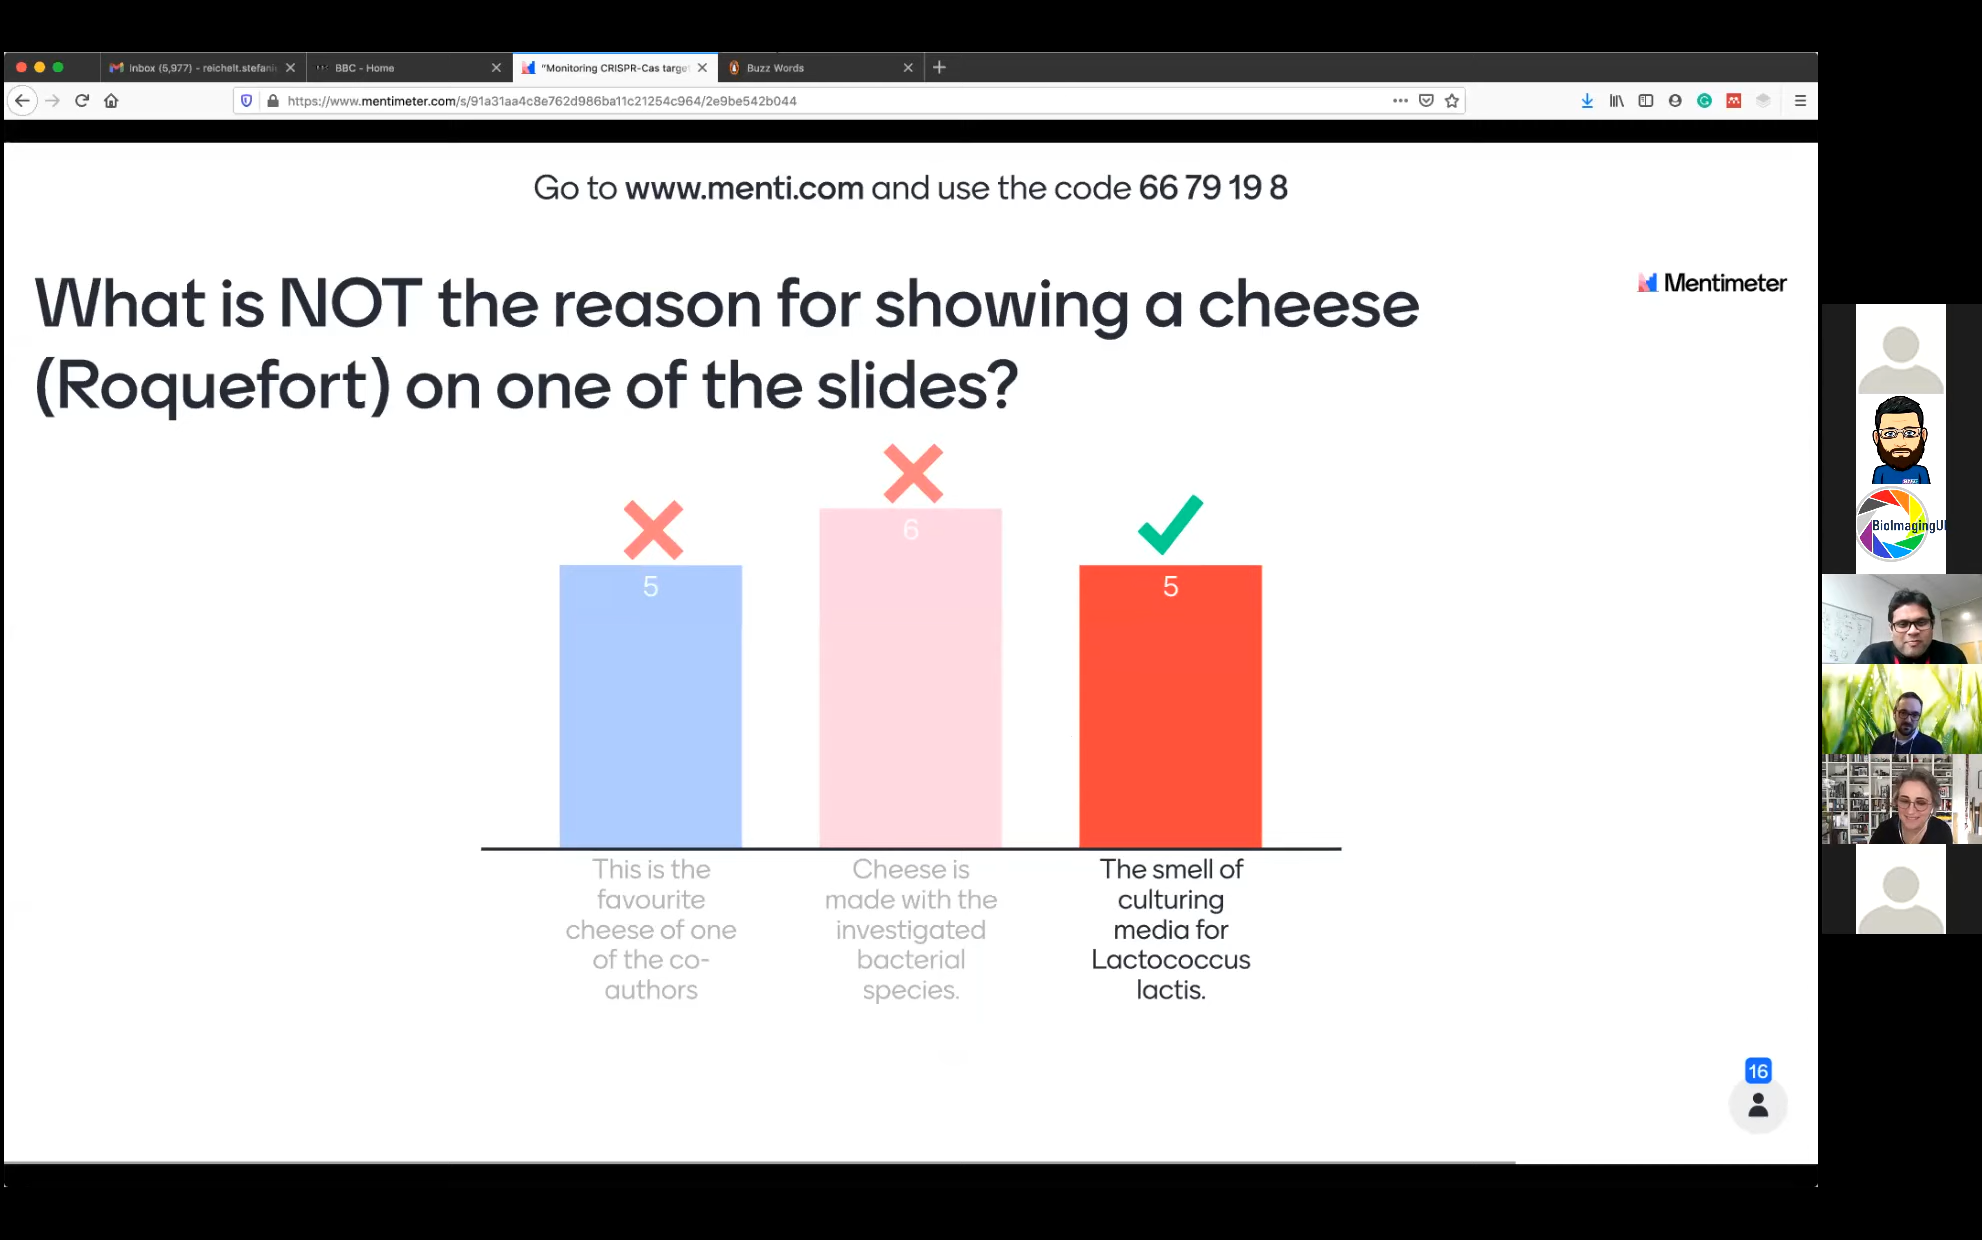 Inbox (5,977) - reichelt.stefani
BBC - Home
"Monitoring CRISPR-Cas targe
Buzz Words
https://www.mentimeter.com/s/91a31aa4c8e762d986ba11c21254c964/2e9be542b044
Go to www.menti.com and use the code 66 79 19 8
Mentimeter
What is NOT the reason for showing a cheese
(Roquefort) on one of the slides?
5
6
5
This is the
favourite
cheese of one
of the co-
authors
Cheese is
made with the
investigated
bacterial
species.
The smell of
culturing
media for
Lactococcus
lactis.
16
BioImagingU